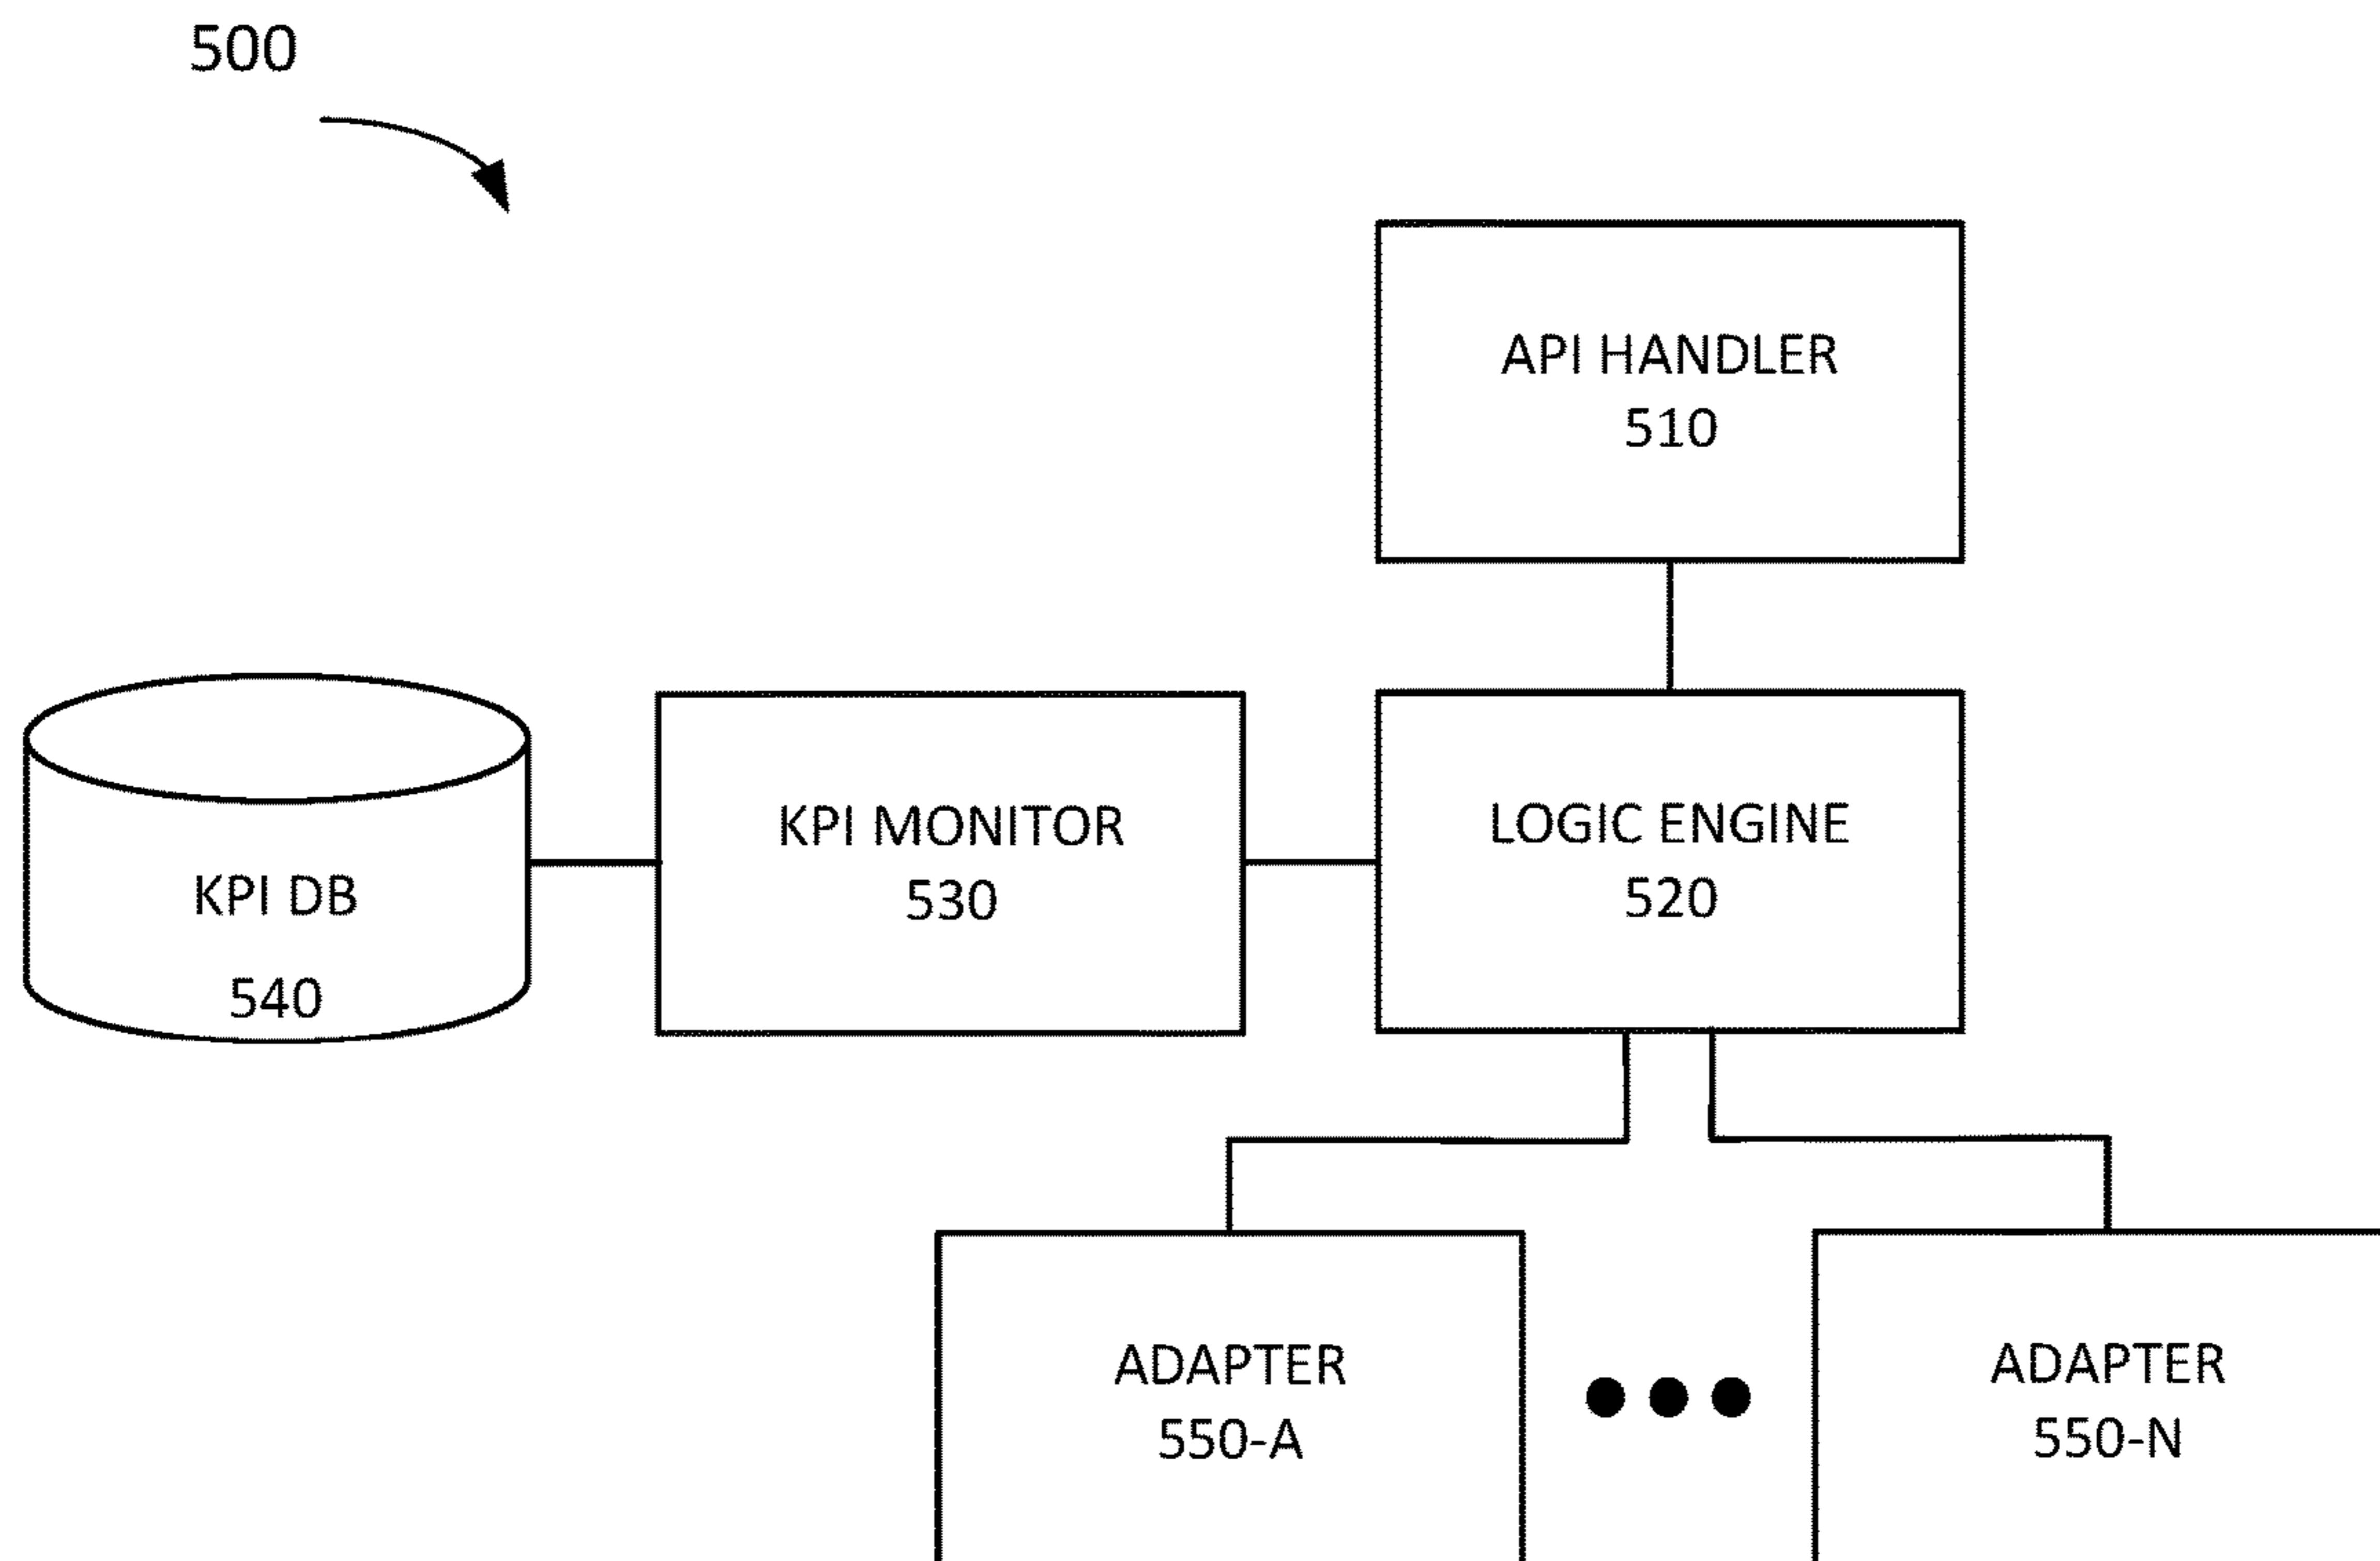 500
API HANDLER
510
KPI DB
540
KPI MONITOR
530
LOGIC ENGINE
520
ADAPTER
550-A
ADAPTER
550-N